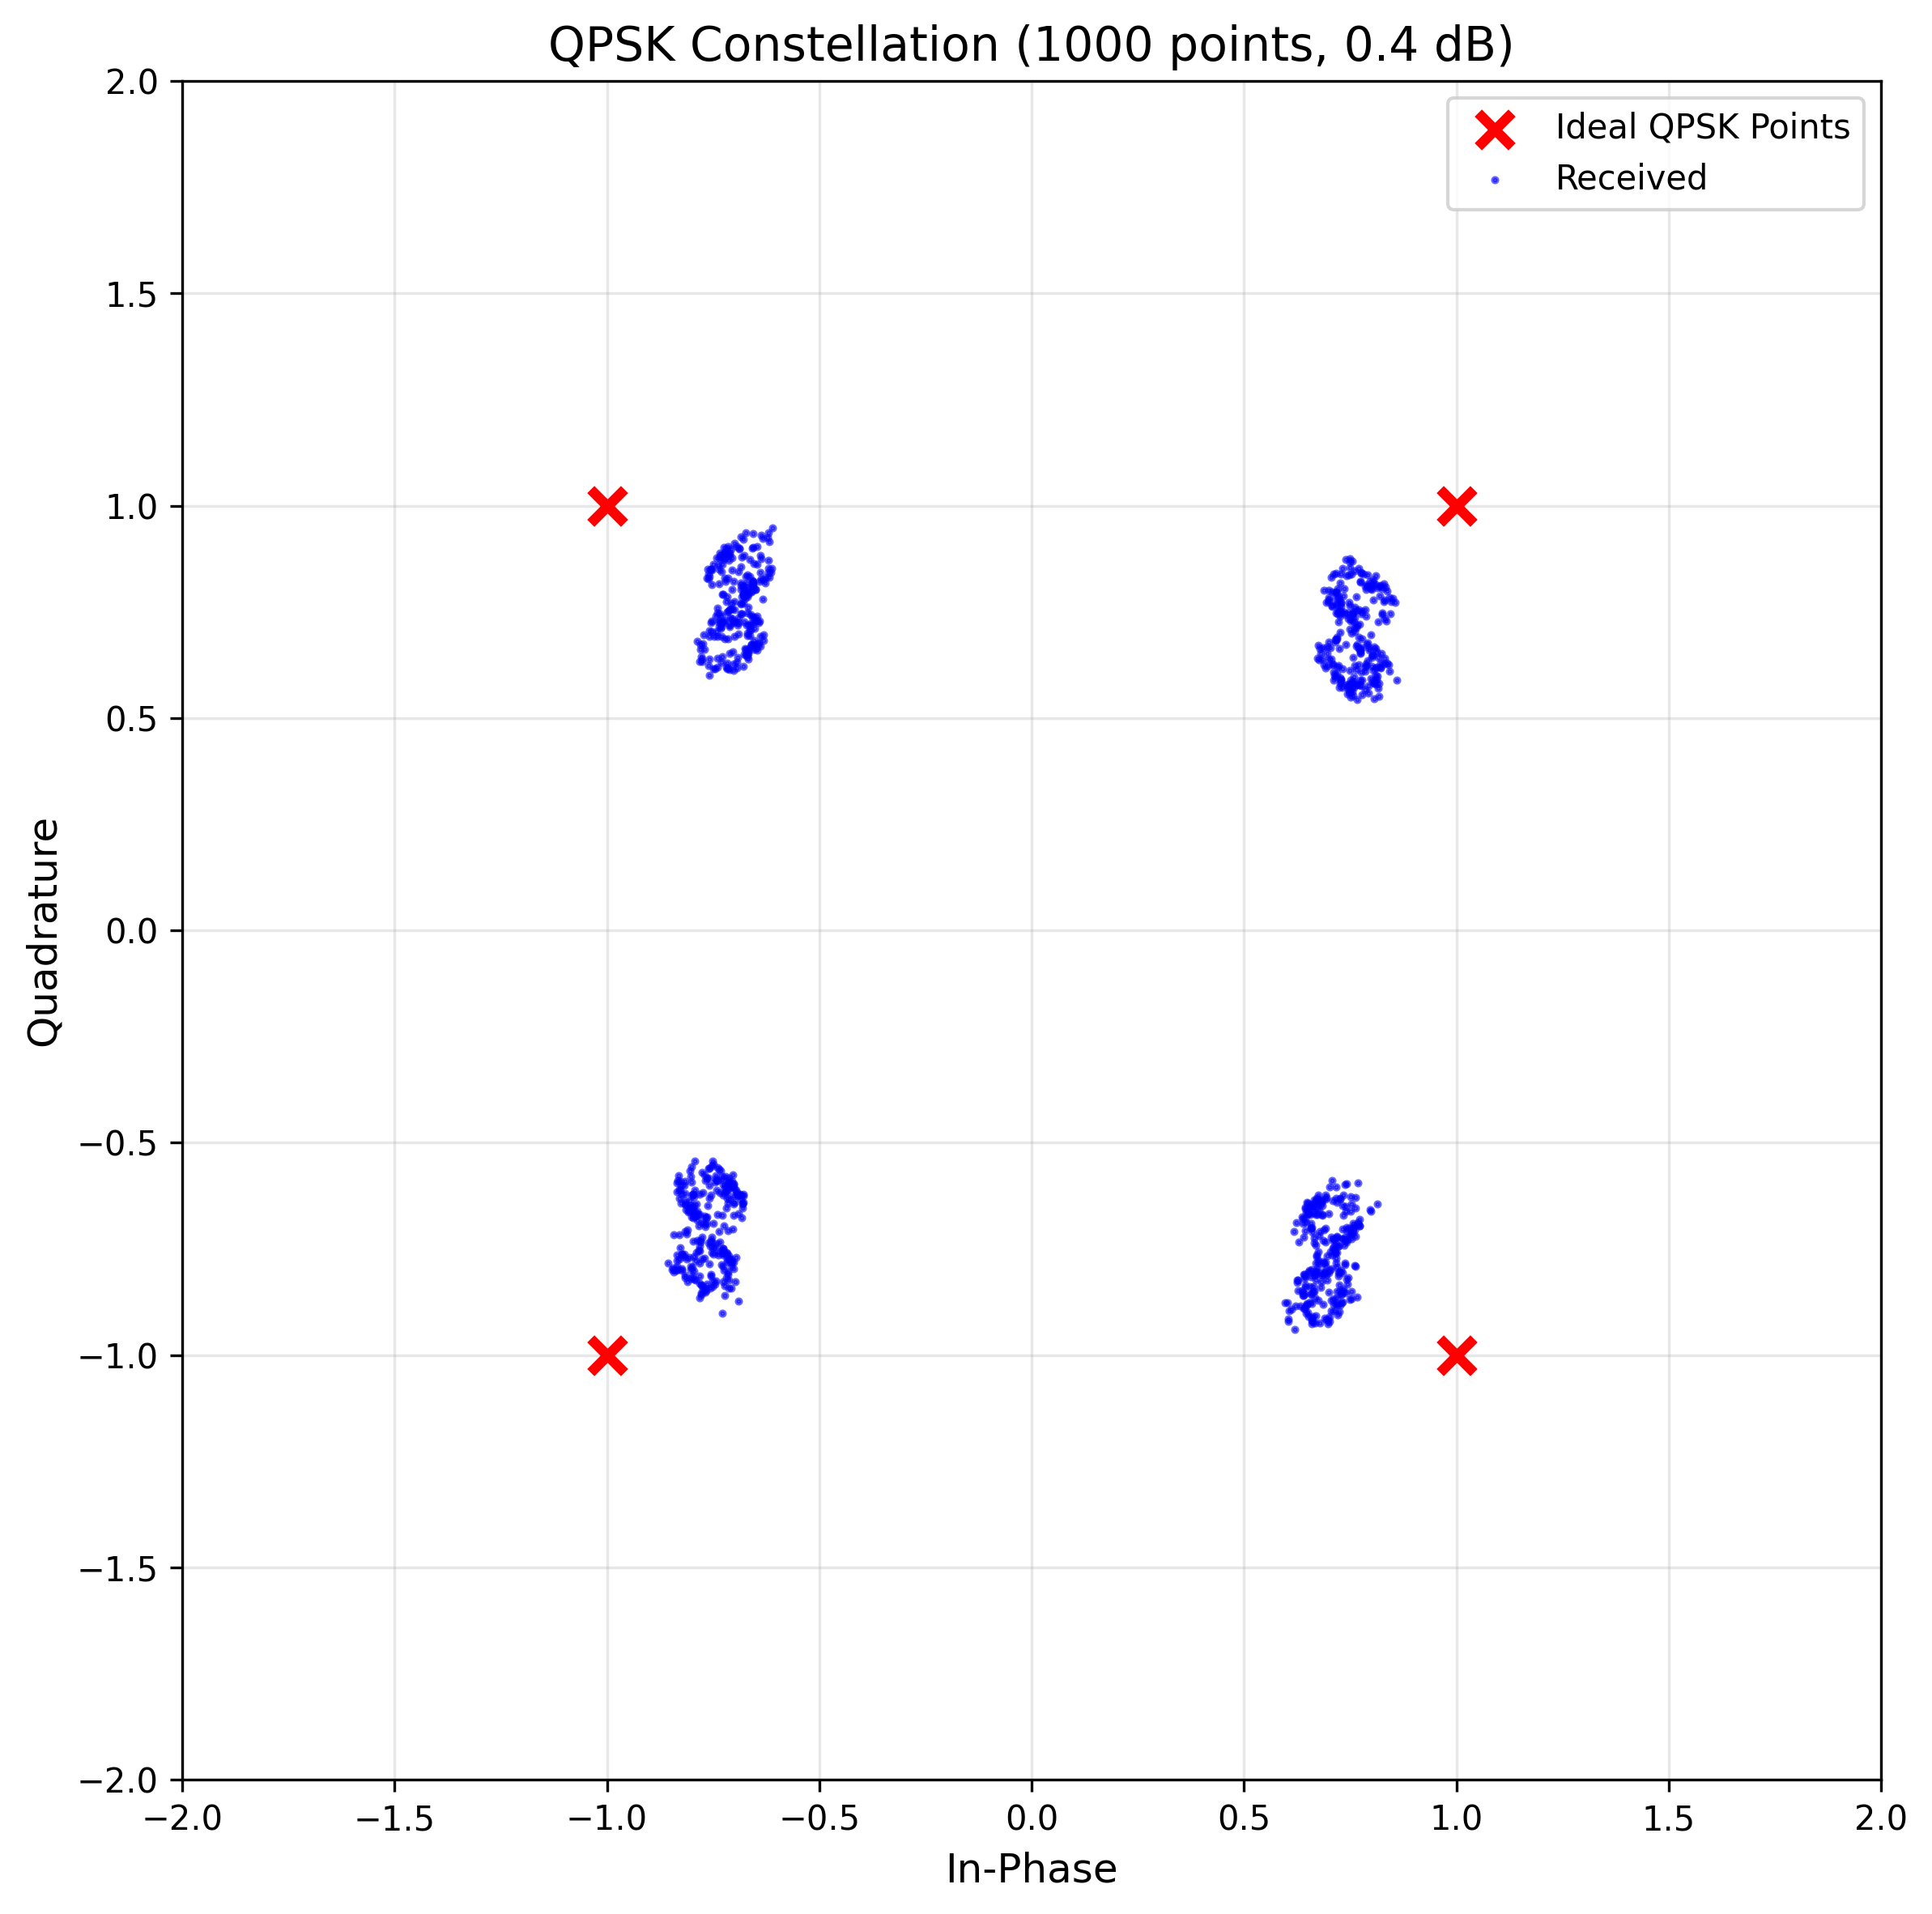 QPSK Constellation (1000 points, 0.4 dB)
Ideal QPSK Points
Received
2.0
1.5
1.0
0.5
0.0
−0.5
−1.0
−1.5
−2.0
Quadrature
−2.0 −1.5 −1.0 −0.5 0.0 0.5 1.0 1.5 2.0
In-Phase